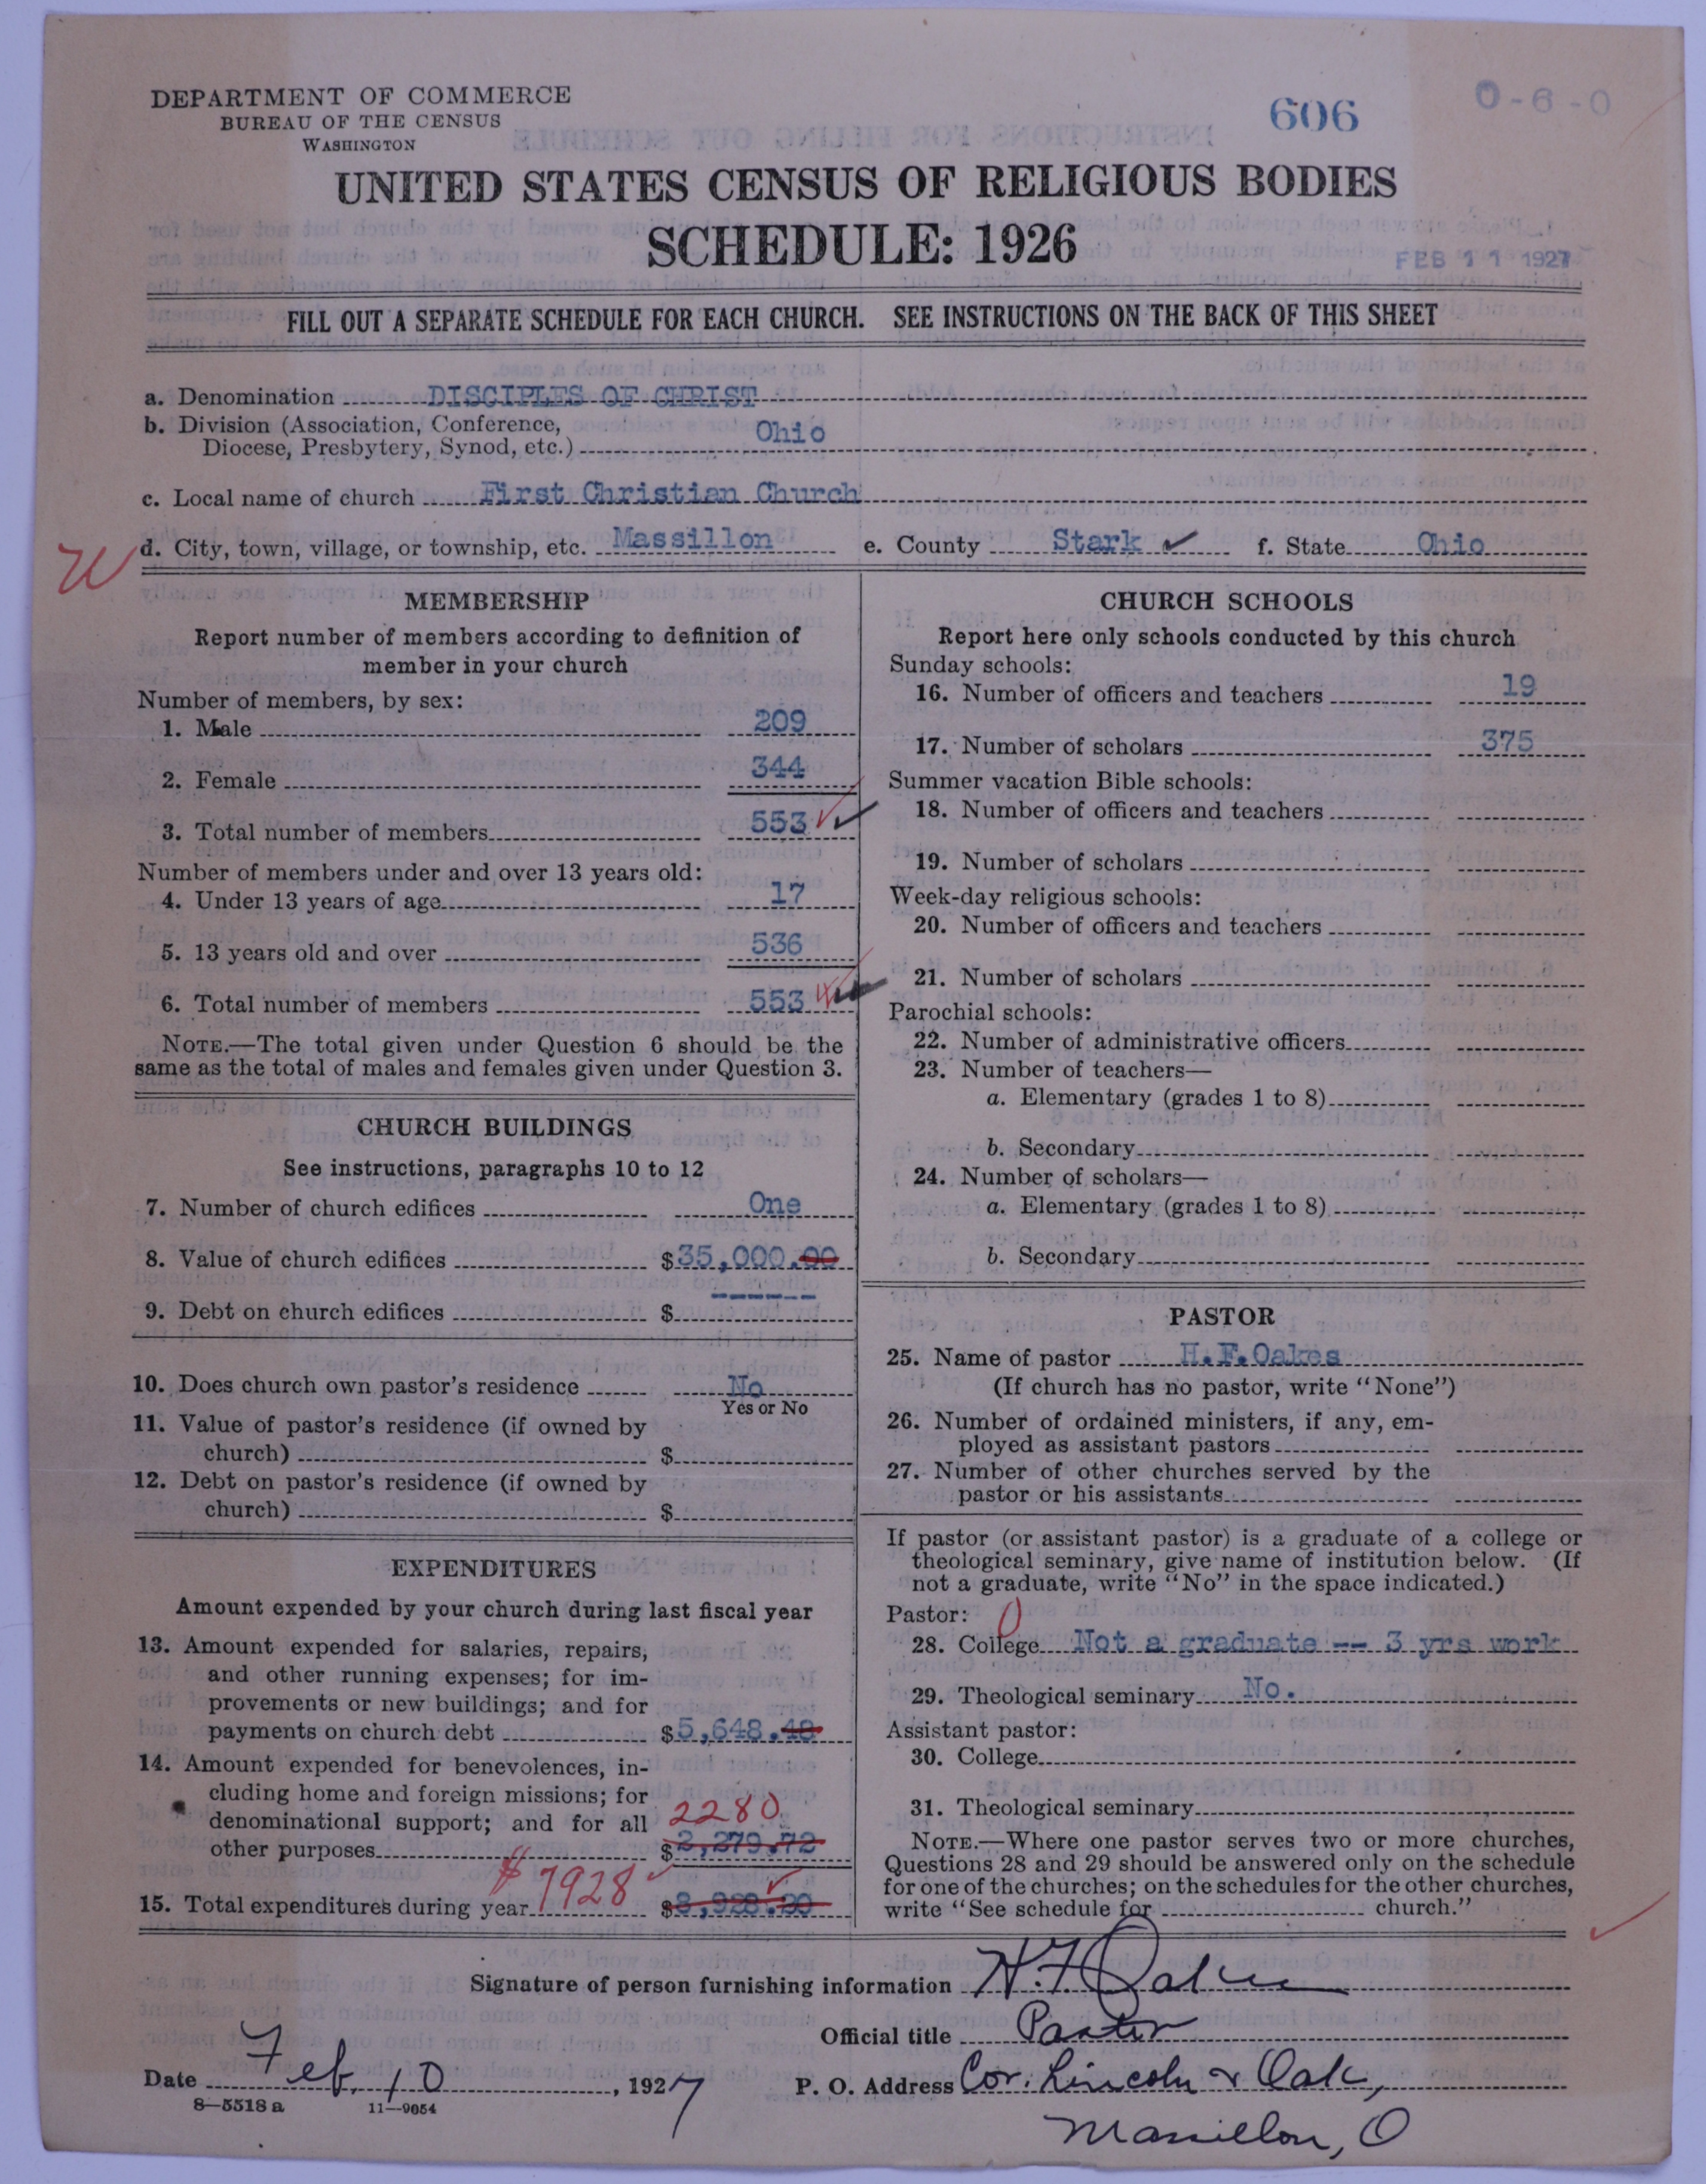 DEPARTMENT OF COMMERCE
BUREAU OF THE CENSUS
WASHINGTON
606
0-6-0
UNITED STATES CENSUS OF RELIGIOUS BODIES
SCHEDULE: 1926
FEB 11 1927
FILL OUT A SEPARATE SCHEDULE FOR EACH CHURCH. SEE INSTRUCTIONS ON THE BACK OF THIS SHEET
a. Denomination DISCIPLES OF CHRIST
b. Division (Association, Conference,
Diocese, Presbytery, Synod, etc.) Ohio
c. Local name of church First Christian Church
d. City, town, village, or township, etc. Massillon e. County Stark ✓ f. State Ohio
MEMBERSHIP
Report number of members according to definition of
member in your church
Number of members, by sex:
1. Male 209
2. Female 344
3. Total number of members 553
Number of members under and over 13 years old:
4. Under 13 years of age 17
5. 13 years old and over 536
6. Total number of members 553
NOTE.—The total given under Question 6 should be the
same as the total of males and females given under Question 3.
CHURCH BUILDINGS
See instructions, paragraphs 10 to 12
7. Number of church edifices One
8. Value of church edifices $35,000.00
9. Debt on church edifices $ ------
10. Does church own pastor's residence No
Yes or No
11. Value of pastor's residence (if owned by
church) $
12. Debt on pastor's residence (if owned by
church) $
EXPENDITURES
Amount expended by your church during last fiscal year
13. Amount expended for salaries, repairs,
and other running expenses; for im-
provements or new buildings; and for
payments on church debt $5,648.48
14. Amount expended for benevolences, in-
cluding home and foreign missions; for
denominational support; and for all 2280
other purposes $2,279.72
15. Total expenditures during year $7928 $
CHURCH SCHOOLS
Report here only schools conducted by this church
Sunday schools:
16. Number of officers and teachers 19
17. Number of scholars 375
Summer vacation Bible schools:
18. Number of officers and teachers
19. Number of scholars
Week-day religious schools:
20. Number of officers and teachers
21. Number of scholars
Parochial schools:
22. Number of administrative officers
23. Number of teachers—
a. Elementary (grades 1 to 8)
b. Secondary
24. Number of scholars—
a. Elementary (grades 1 to 8)
b. Secondary
PASTOR
25. Name of pastor H.F.Oakes
(If church has no pastor, write "None")
26. Number of ordained ministers, if any, em-
ployed as assistant pastors
27. Number of other churches served by the
pastor or his assistants
If pastor (or assistant pastor) is a graduate of a college or
theological seminary, give name of institution below. (If
not a graduate, write "No" in the space indicated.)
Pastor: 0
28. College Not a graduate -- 3 yrs work
29. Theological seminary No.
Assistant pastor:
30. College
31. Theological seminary
NOTE.—Where one pastor serves two or more churches,
Questions 28 and 29 should be answered only on the schedule
for one of the churches; on the schedules for the other churches,
write "See schedule for church."
Signature of person furnishing information H.F. Oakes
Official title Pastor
Date Feb. 10, 1927 P. O. Address Cor. Lincoln & Oak,
8—5518 a 11—9054 Massillon, O